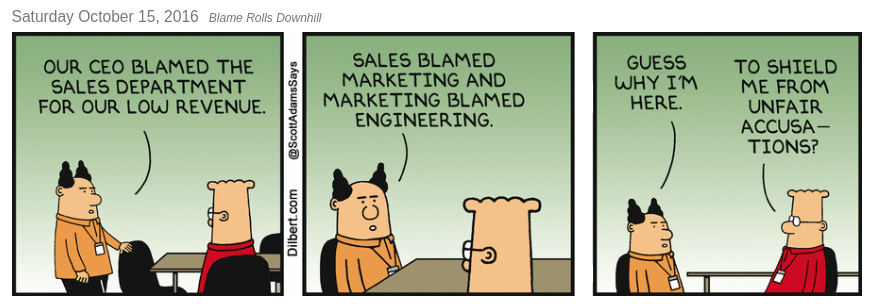 Saturday October 15, 2016 Blame Rolls Downhill
OUR CEO BLAMED THE
SALES DEPARTMENT
FOR OUR LOW REVENUE.
Dilbert.com @ScottAdamsSays
SALES BLAMED
MARKETING AND
MARKETING BLAMED
ENGINEERING.
GUESS
WHY I'M
HERE.
TO SHIELD
ME FROM
UNFAIR
ACCUSA—
TIONS?